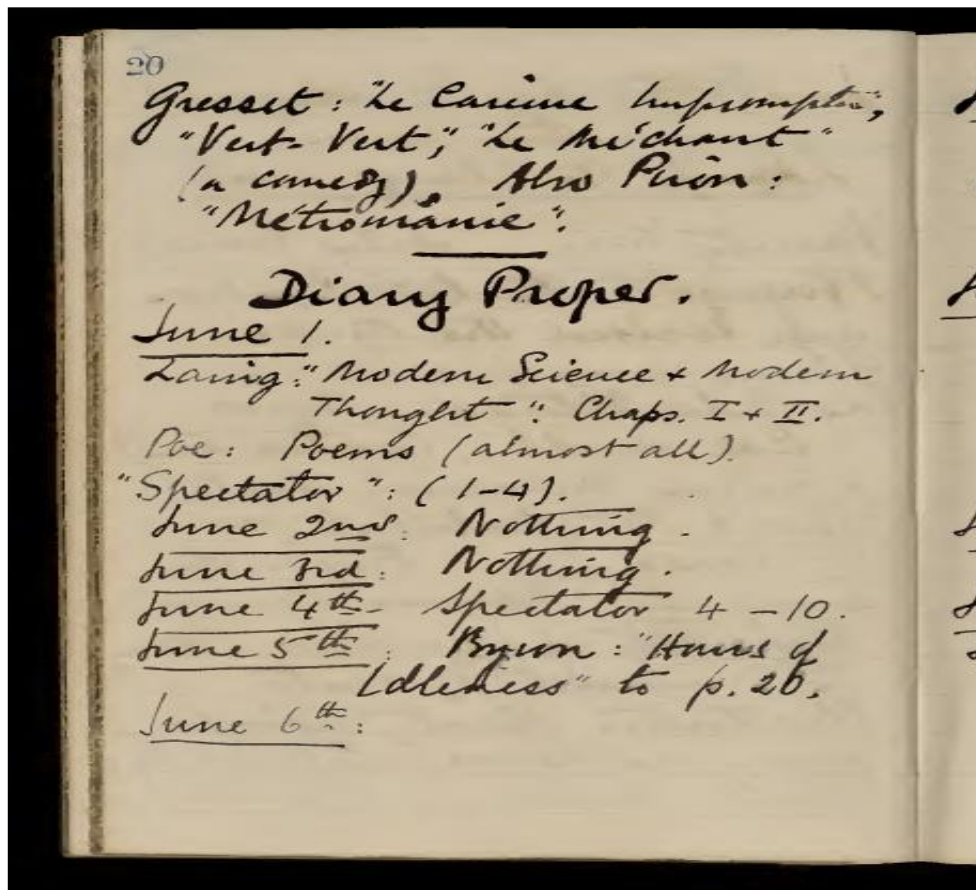 20
Gresset: "Le Carême Impromptu",
"Vert-Vert"; "Le Méchant"
(a comedy). Also Piron:
"Métromanie".
Diary Proper.
June 1.
Laing: "Modern Science + Modern
Thought": Chaps. I + II.
Poe: Poems (almost all).
"Spectator": (1-4).
June 2nd: Nothing.
June 3rd: Nothing.
June 4th- Spectator 4-10.
June 5th: Byron: "Hours of
Idleness" to p. 20.
June 6th: